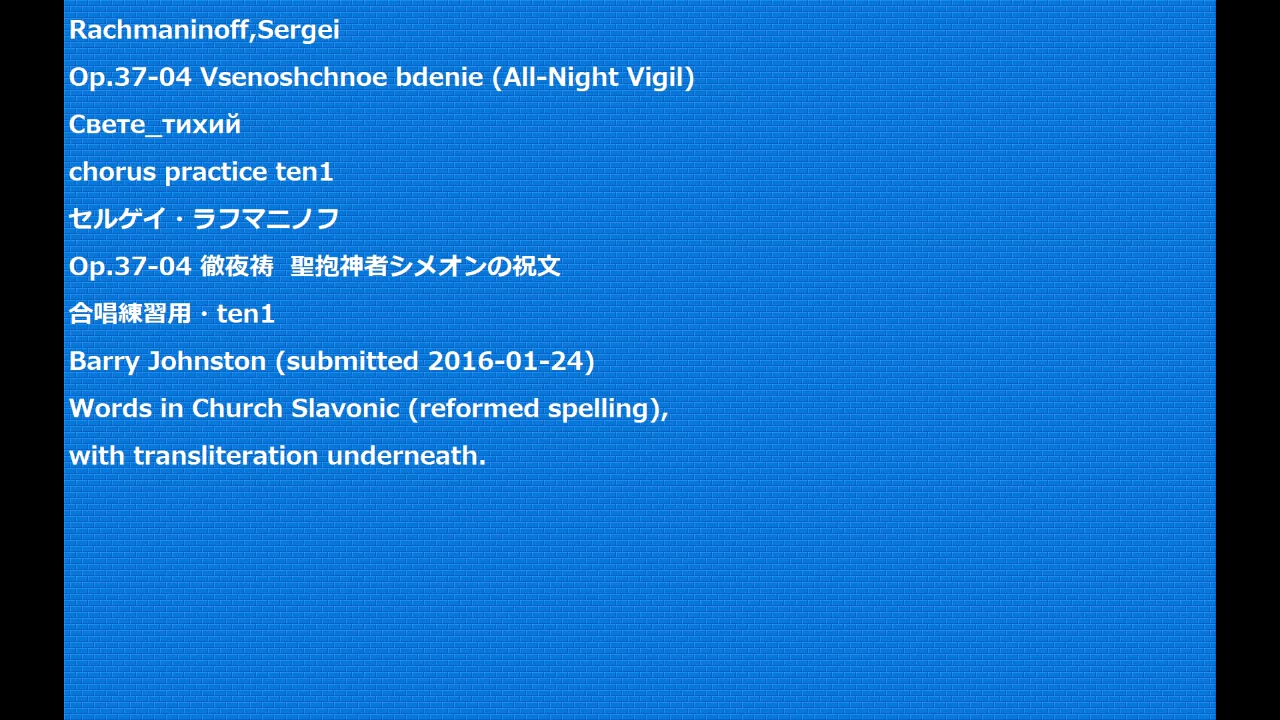 Rachmaninoff,Sergei
Op.37-04 Vsenoshchnoe bdenie (All-Night Vigil)
Свете_тихий
chorus practice ten1
セルゲイ・ラフマニノフ
Op.37-04 徹夜祷  聖抱神者シメオンの祝文
合唱練習用・ten1
Barry Johnston (submitted 2016-01-24)
Words in Church Slavonic (reformed spelling),
with transliteration underneath.